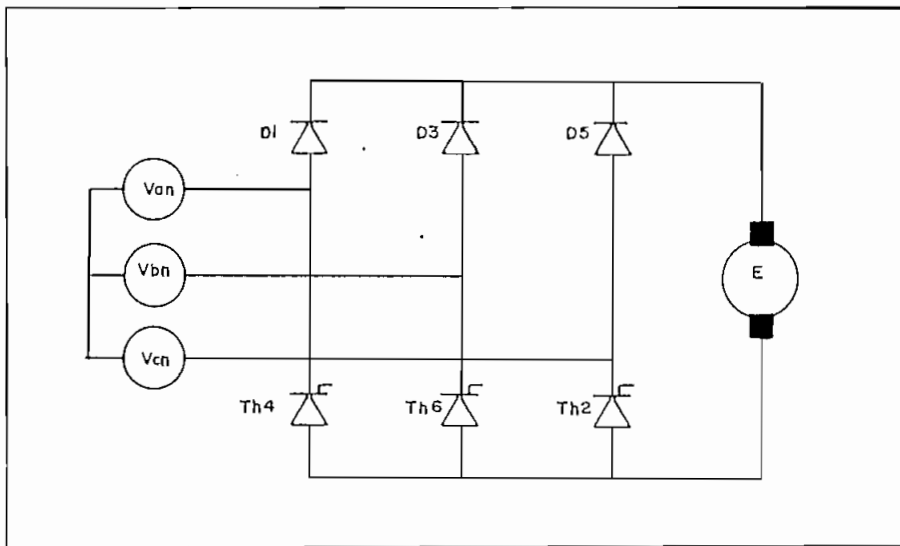 D1 D3 D5
Van
Vbn
E
Vcn
Th4 Th6 Th2